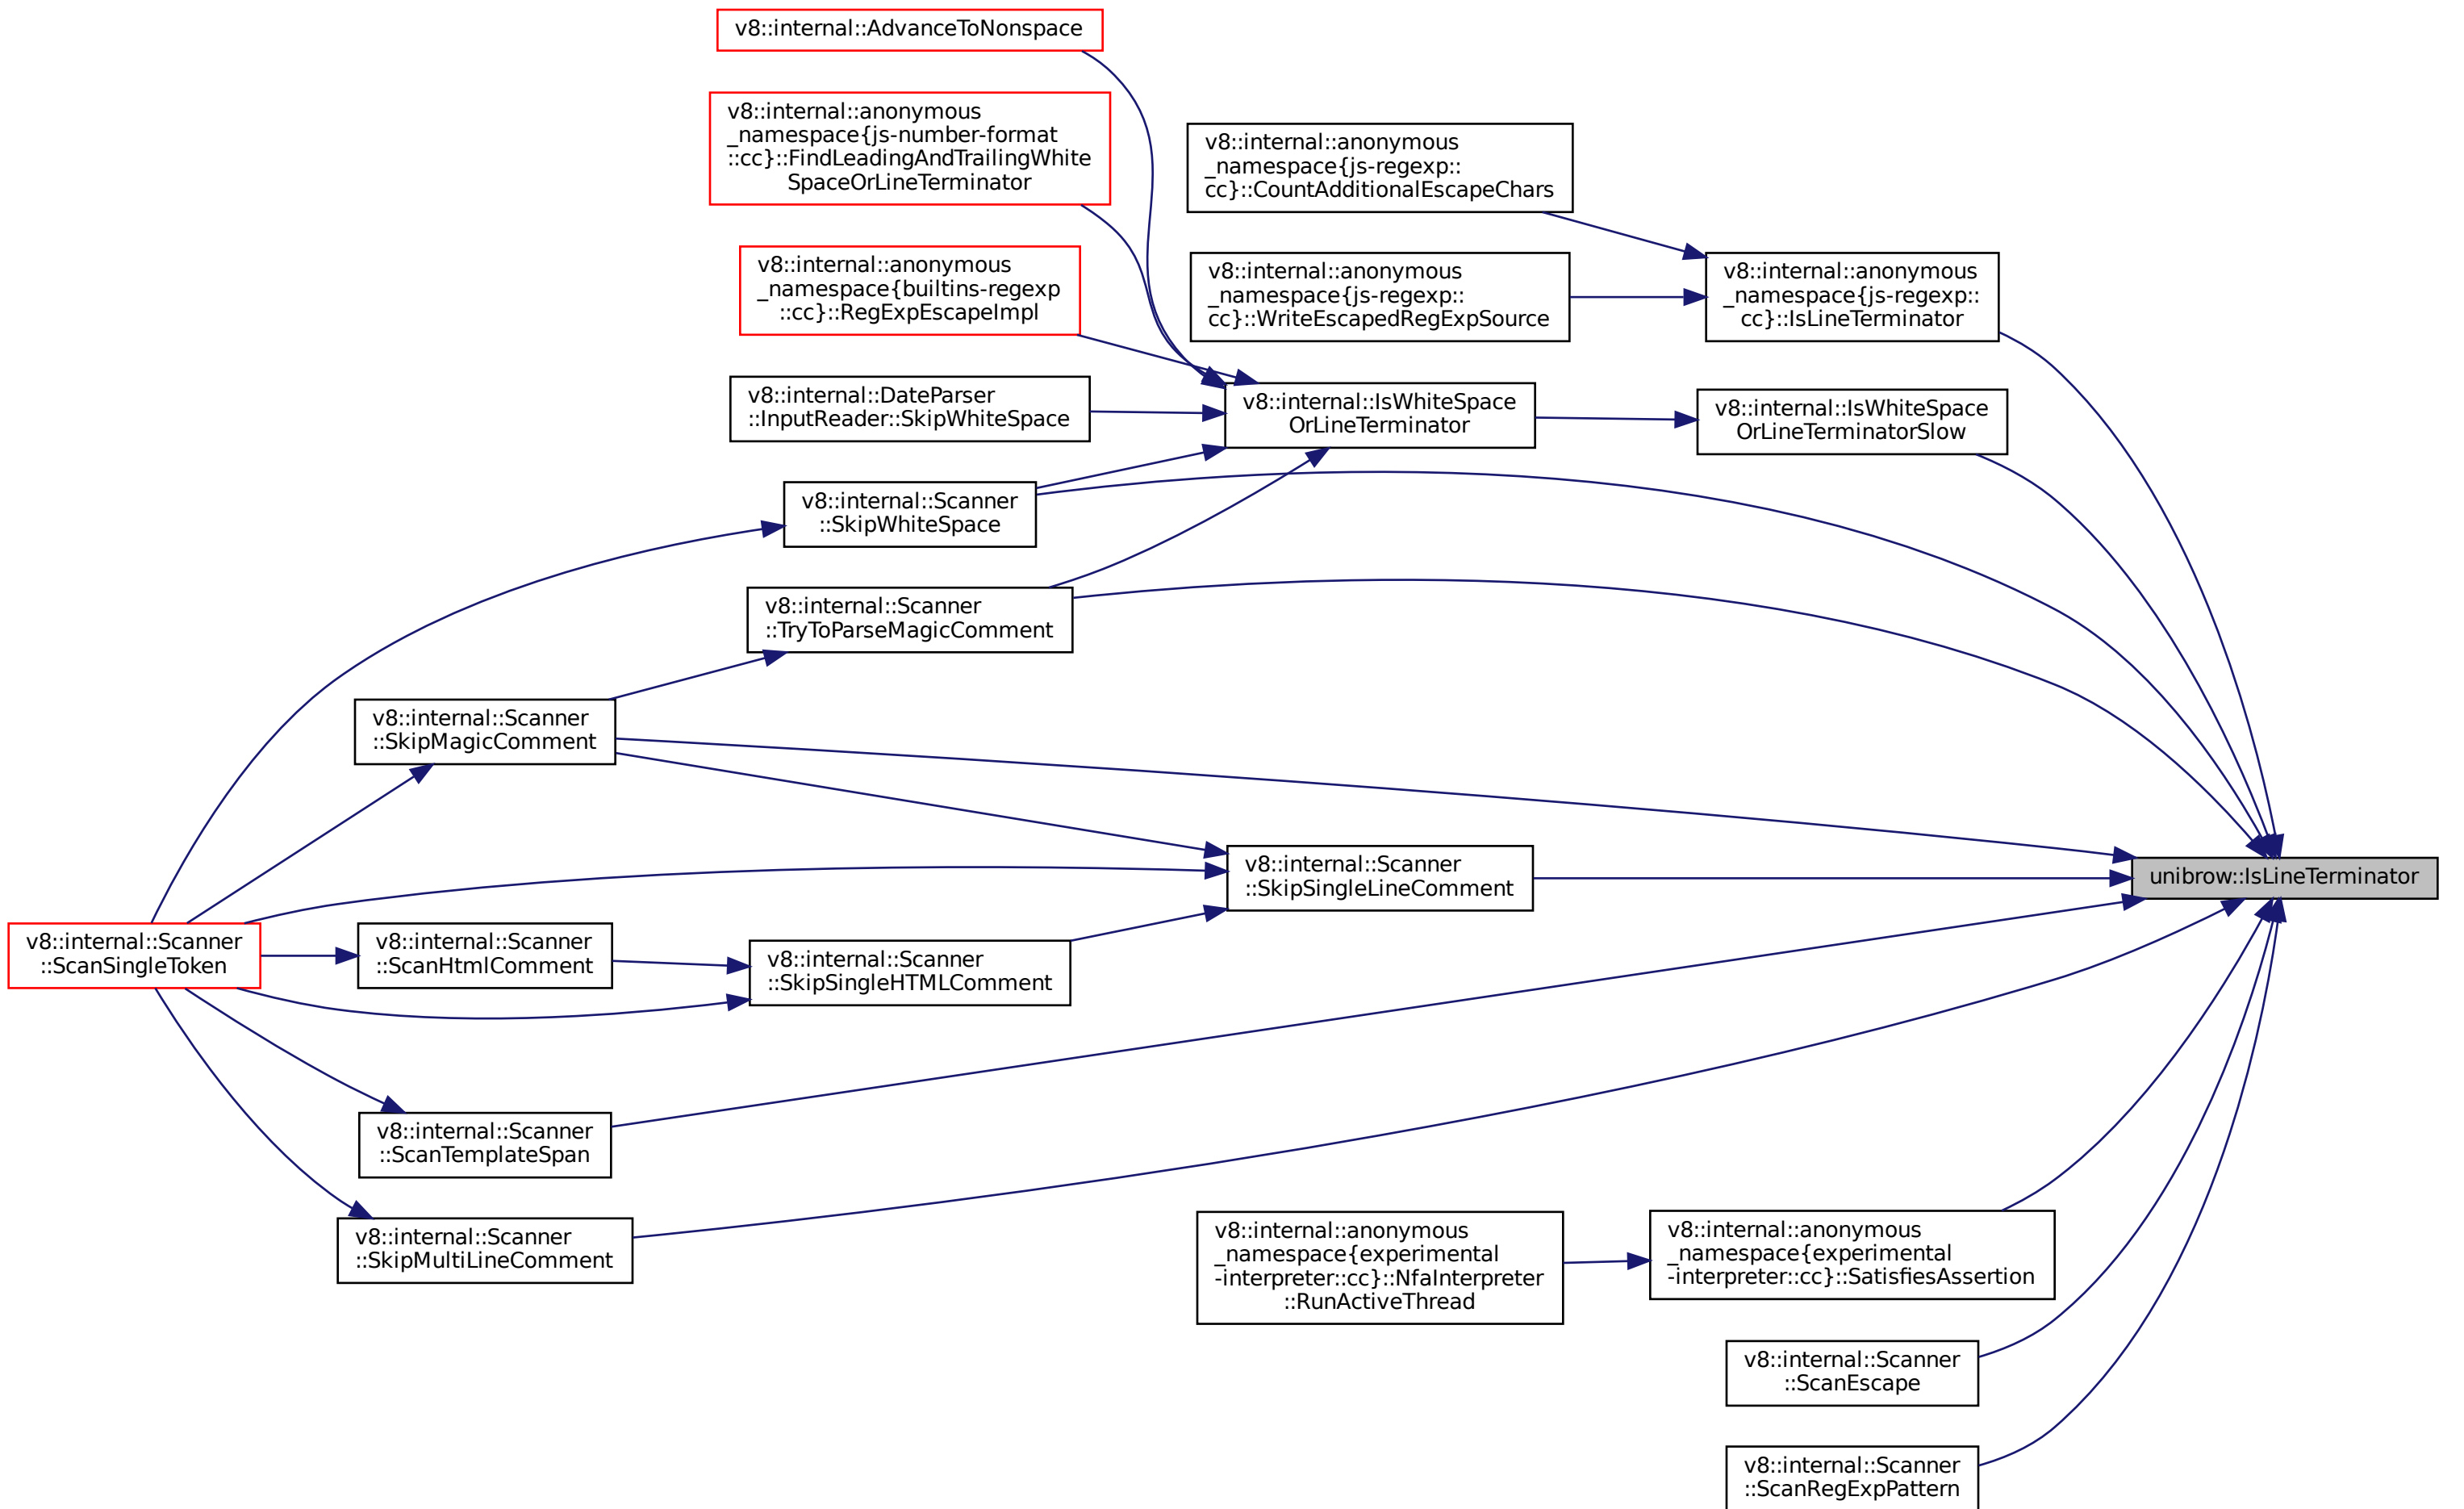 v8::internal::AdvanceToNonspace
v8::internal::anonymous
_namespace{js-number-format
::cc}::FindLeadingAndTrailingWhite
SpaceOrLineTerminator
v8::internal::anonymous
_namespace{js-regexp::
cc}::CountAdditionalEscapeChars
v8::internal::anonymous
_namespace{builtins-regexp
::cc}::RegExpEscapeImpl
v8::internal::anonymous
_namespace{js-regexp::
cc}::WriteEscapedRegExpSource
v8::internal::anonymous
_namespace{js-regexp::
cc}::IsLineTerminator
v8::internal::DateParser
::InputReader::SkipWhiteSpace
v8::internal::IsWhiteSpace
OrLineTerminator
v8::internal::IsWhiteSpace
OrLineTerminatorSlow
v8::internal::Scanner
::SkipWhiteSpace
v8::internal::Scanner
::TryToParseMagicComment
v8::internal::Scanner
::SkipMagicComment
v8::internal::Scanner
::SkipSingleLineComment
unibrow::IsLineTerminator
v8::internal::Scanner
::ScanSingleToken
v8::internal::Scanner
::ScanHtmlComment
v8::internal::Scanner
::SkipSingleHTMLComment
v8::internal::Scanner
::ScanTemplateSpan
v8::internal::Scanner
::SkipMultiLineComment
v8::internal::anonymous
_namespace{experimental
-interpreter::cc}::NfaInterpreter
::RunActiveThread
v8::internal::anonymous
_namespace{experimental
-interpreter::cc}::SatisfiesAssertion
v8::internal::Scanner
::ScanEscape
v8::internal::Scanner
::ScanRegExpPattern